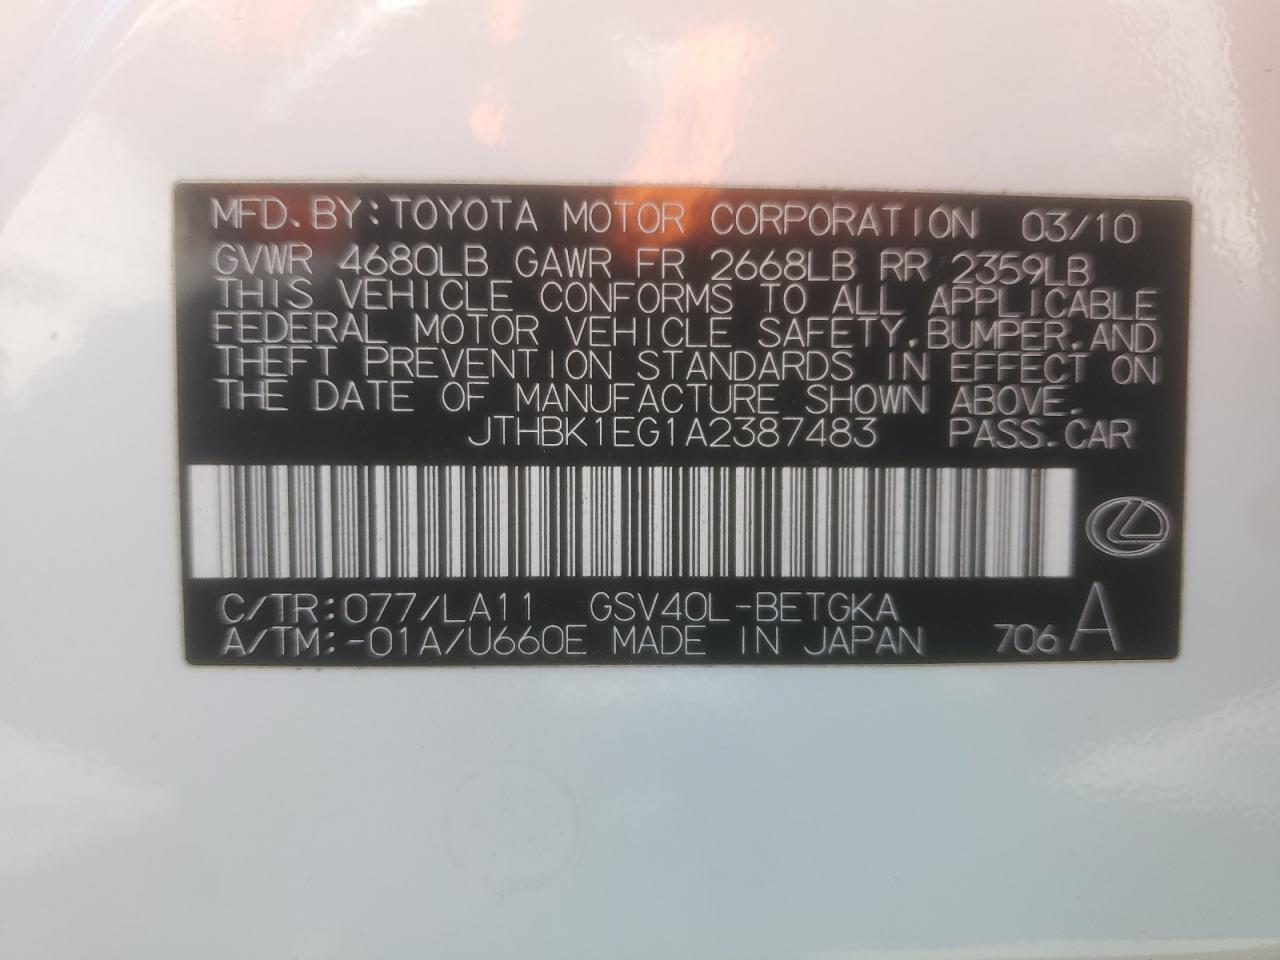 MFD. BY: TOYOTA MOTOR CORPORATION 03/10
GVWR 4680LB GAWR FR 2668LB RR 2359LB
THIS VEHICLE CONFORMS TO ALL APPLICABLE
FEDERAL MOTOR VEHICLE SAFETY, BUMPER, AND
THEFT PREVENTION STANDARDS IN EFFECT ON
THE DATE OF MANUFACTURE SHOWN ABOVE.
JTHBK1EG1A2387483 PASS. CAR
C/TR: 077/LA11 GSV40L-BETGKA
A/TM: -01A/U660E MADE IN JAPAN 706 A